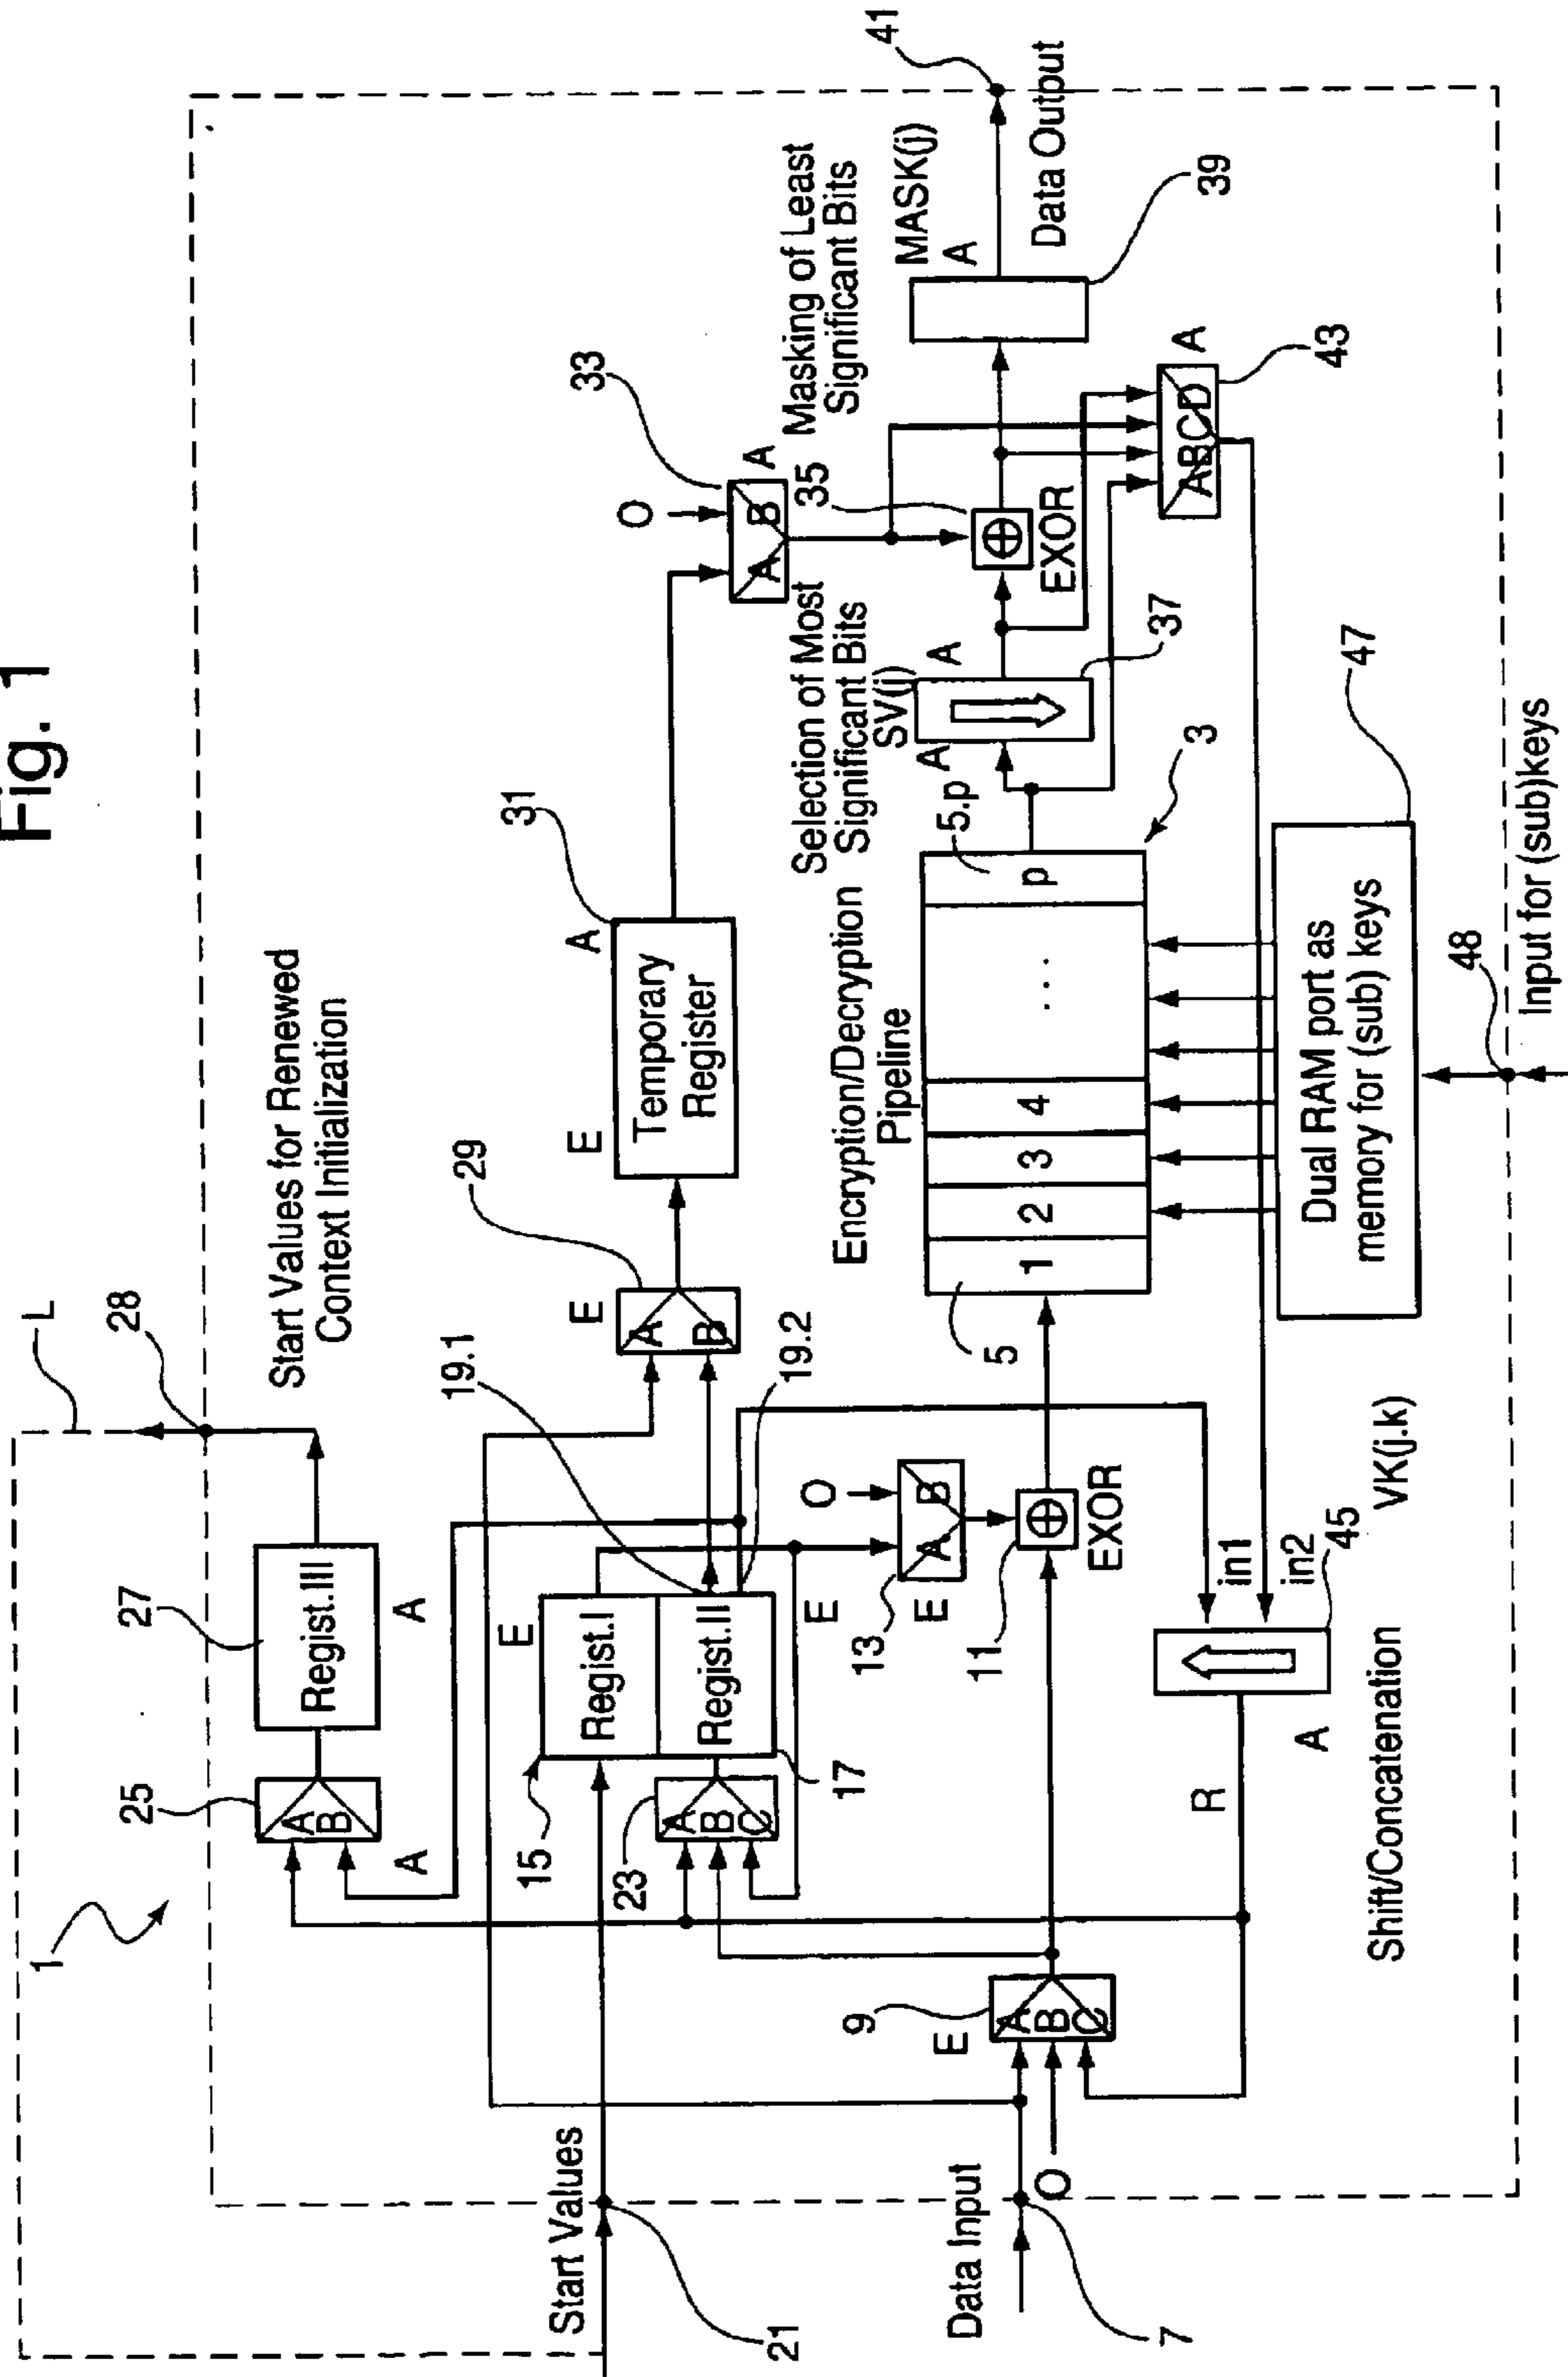 Fig. 1
1
L
28
Start Values for Renewed
Context Initialization
25
A
B
27
Regist.III
A
A
Start Values
21
15
E
Regist.I
Regist.II
17
23
A
B
C
19.1
19.2
E
29
E
A
B
31
E
A
Temporary
Register
33
O
A
B
A
Data Input
7
O
9
E
A
B
C
13
E
O
A
B
11
EXOR
5
Encryption/Decryption
Pipeline
1
2
3
4
...
p
5.p
3
Selection of Most
Significant Bits
SV(j)
A
A
37
35
EXOR
Masking of Least
Significant Bits
MASK(j)
A
39
41
Data Output
A
B
C
D
A
43
Shift/Concatenation
R
A
in1
in2
45
VK(j.k)
Dual RAM port as
memory for (sub) keys
47
48
Input for (sub)keys